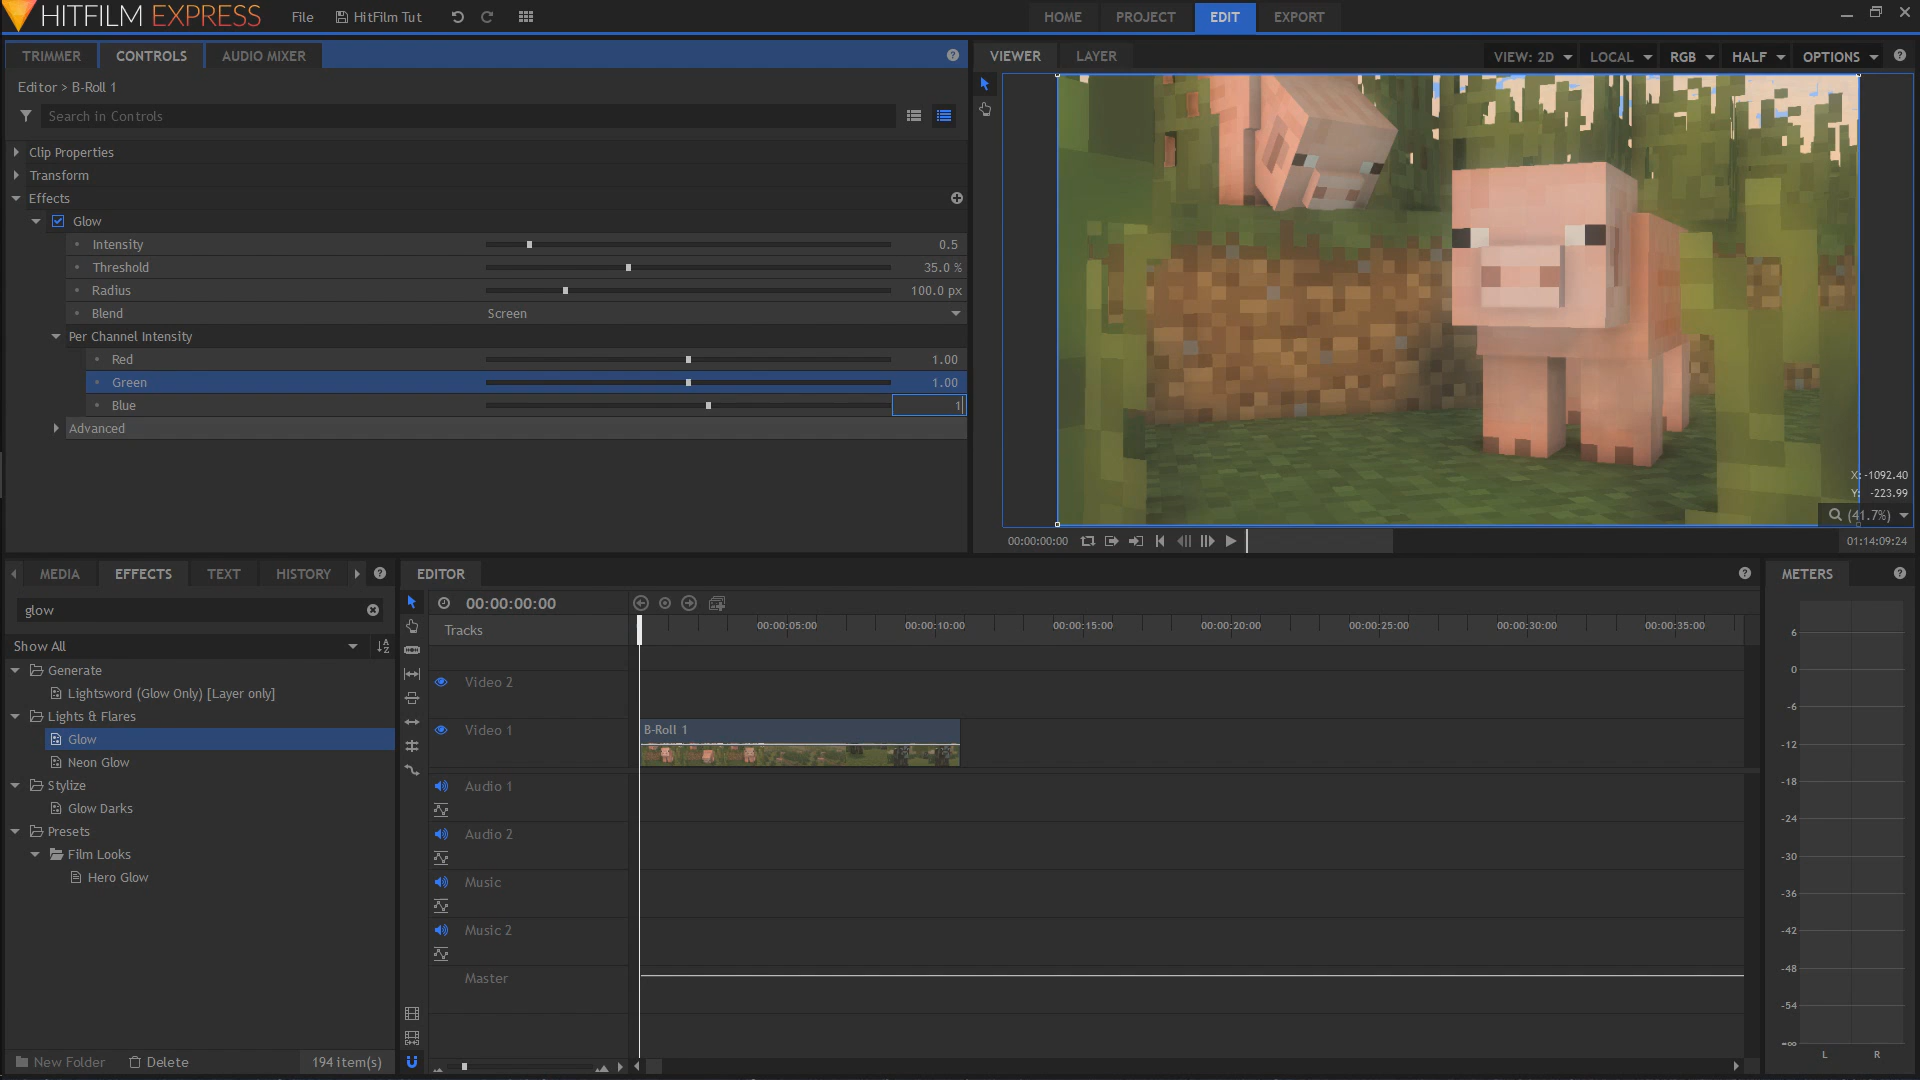 HITFILM EXPRESS File HitFilm Tut HOME PROJECT EDIT EXPORT
TRIMMER CONTROLS AUDIO MIXER
Editor > B-Roll 1
Search in Controls
Clip Properties
Transform
Effects
Glow
Intensity 0.5
Threshold 35.0 %
Radius 100.0 px
Blend Screen
Per Channel Intensity
Red 1.00
Green 1.00
Blue 1
Advanced
VIEWER LAYER VIEW: 2D LOCAL RGB HALF OPTIONS
X: -1092.40
Y: -223.99
(41.7%)
00:00:00:00 01:14:09:24
MEDIA EFFECTS TEXT HISTORY
glow
Show All
Generate
Lightsword (Glow Only) [Layer only]
Lights & Flares
Glow
Neon Glow
Stylize
Glow Darks
Presets
Film Looks
Hero Glow
New Folder Delete 194 item(s)
EDITOR
00:00:00:00
Tracks 00:00:05:00 00:00:10:00 00:00:15:00 00:00:20:00 00:00:25:00 00:00:30:00 00:00:35:00
Video 2
Video 1 B-Roll 1
Audio 1
Audio 2
Music
Music 2
Master
METERS
6
0
-6
-12
-18
-24
-30
-36
-42
-48
-54
-∞
L R